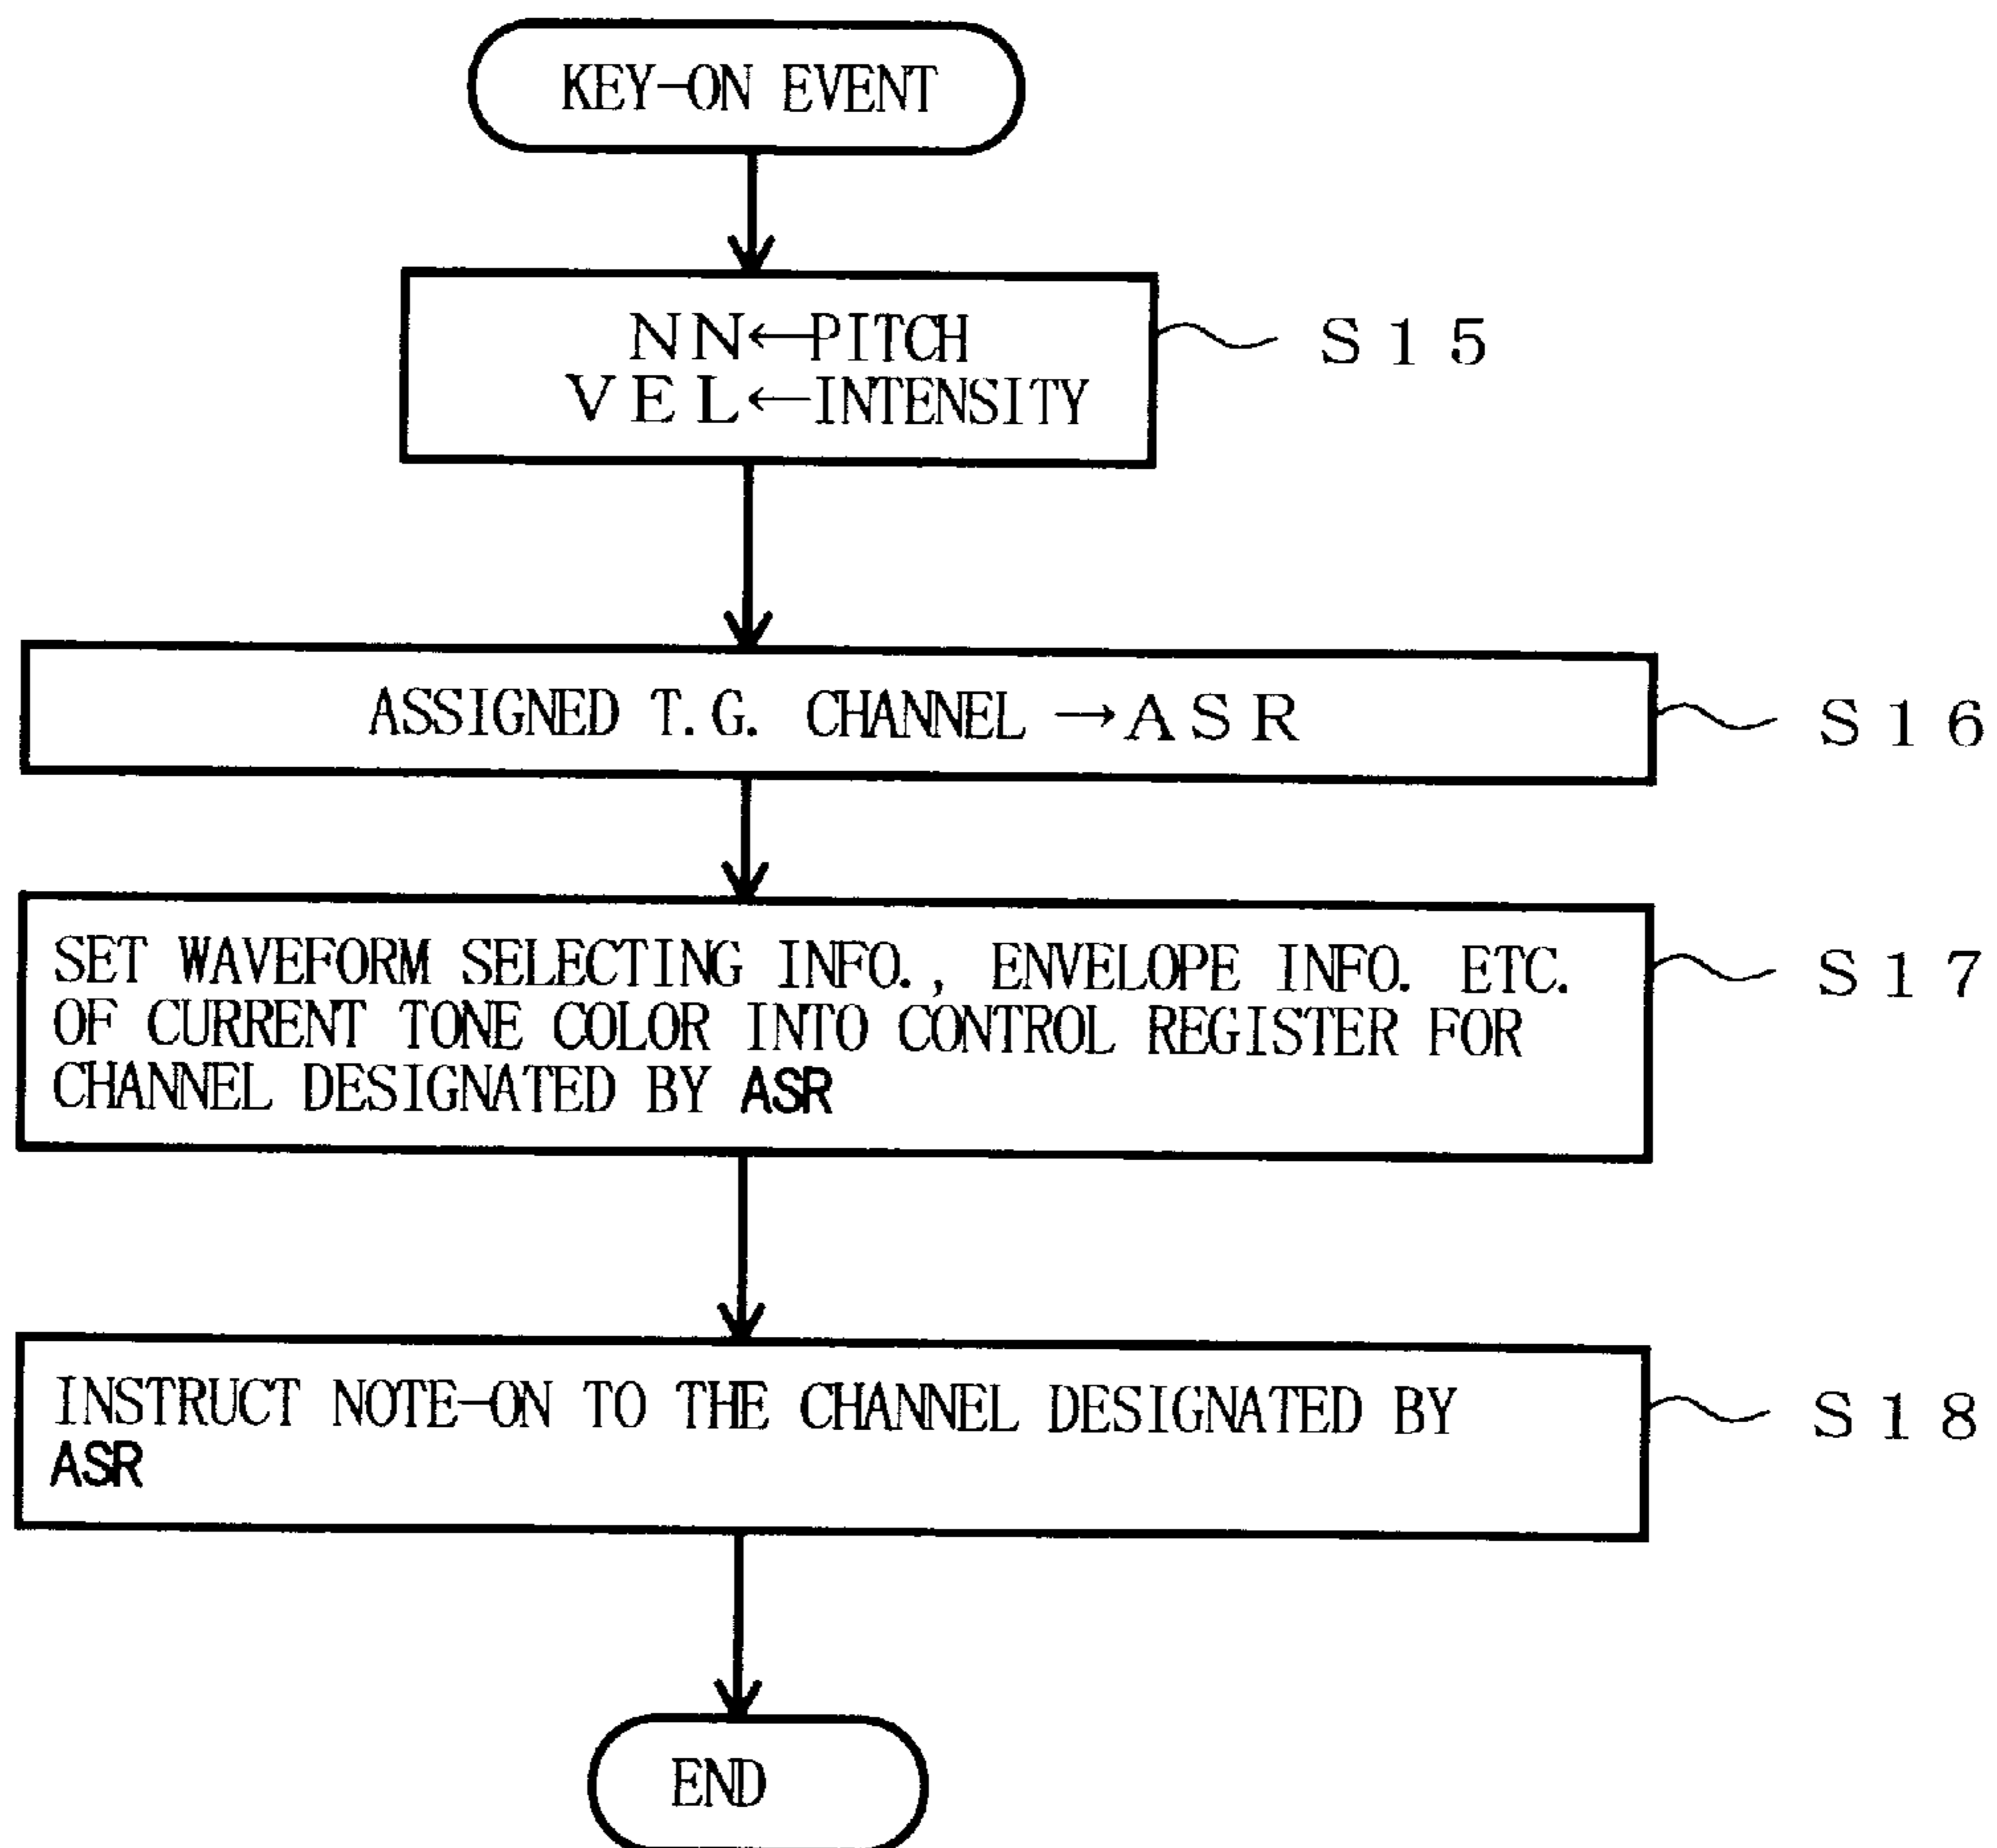 KEY-ON EVENT
NN←PITCH
VEL←INTENSITY
S15
ASSIGNED T.G. CHANNEL →ASR
S16
SET WAVEFORM SELECTING INFO., ENVELOPE INFO. ETC.
OF CURRENT TONE COLOR INTO CONTROL REGISTER FOR
CHANNEL DESIGNATED BY ASR
S17
INSTRUCT NOTE-ON TO THE CHANNEL DESIGNATED BY
ASR
S18
END